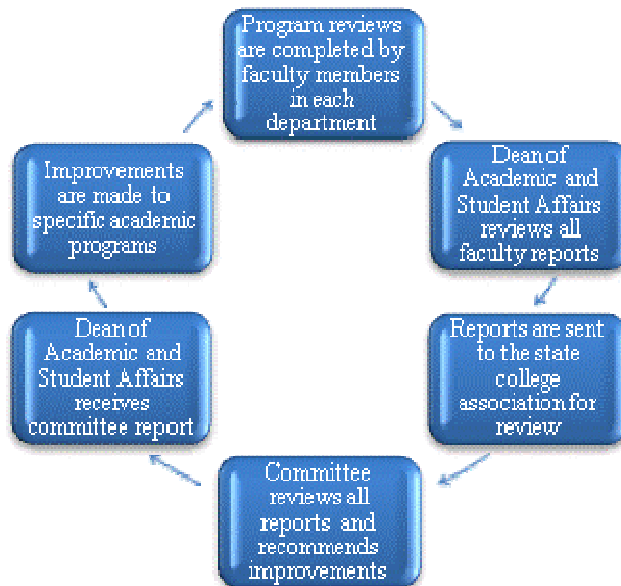 Program reviews
are completed by
faculty members
in each
department
Dean of
Academic and
Student Affairs
reviews all
faculty reports
Reports are sent
to the state
college
association for
review
Committee
reviews all
reports and
recommends
improvements
Dean of
Academic and
Student Affairs
receives
committee report
Improvements
are made to
specific academic
programs